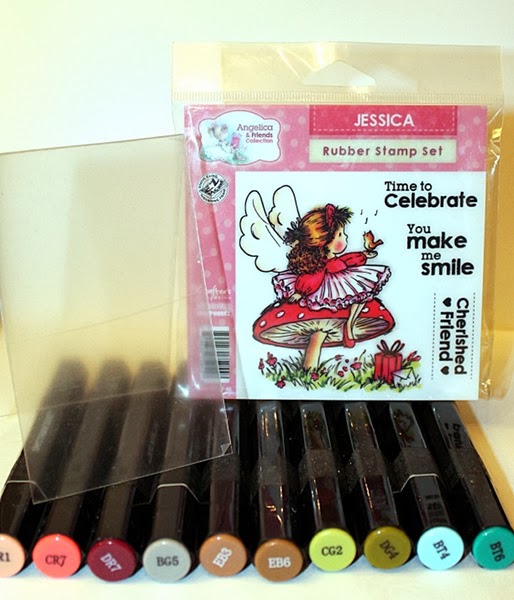 JESSICA
Rubber Stamp Set
Angelica
& Friends
Collection
Time to
Celebrate
You
make
me
smile
Cherished
Friend
R1
CR7
DR7
BG5
EB3
EB6
CG2
DG4
BT4
BT6